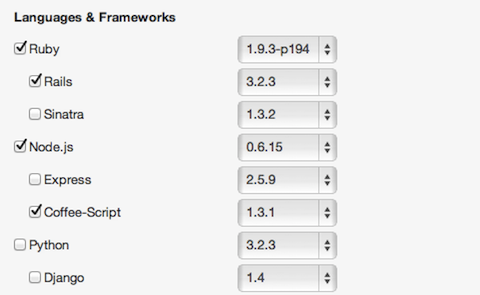 Languages & Frameworks
Ruby 1.9.3-p194
Rails 3.2.3
Sinatra 1.3.2
Node.js 0.6.15
Express 2.5.9
Coffee-Script 1.3.1
Python 3.2.3
Django 1.4